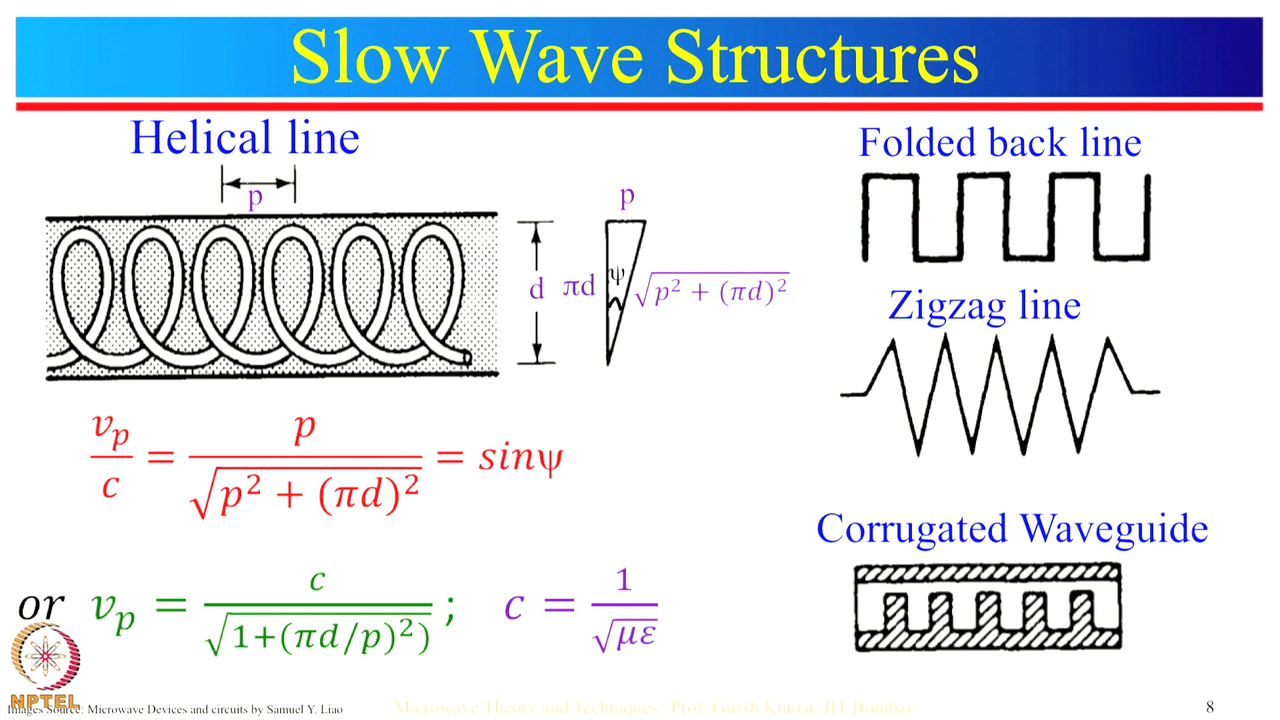 Slow Wave Structures
Helical line
p
d
p
πd
ψ
√p² + (πd)²
v_p/c = p/√(p² + (πd)²) = sinψ
or v_p = c/√(1+(πd/p)²)) ; c = 1/√(με)
Folded back line
Zigzag line
Corrugated Waveguide
NPTEL
Images Source: Microwave Devices and circuits by Samuel Y. Liao
Microwave Theory and Techniques Prof. Girish Kumar, IIT Bombay
8